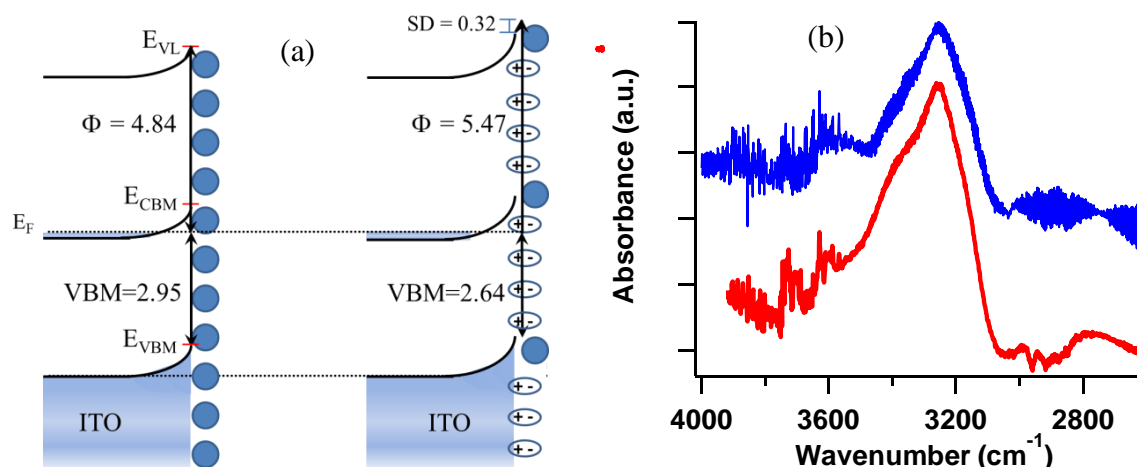 SD = 0.32
E_VL
(a)
Φ = 4.84
Φ = 5.47
E_CBM
E_F
VBM=2.95
VBM=2.64
E_VBM
ITO
ITO
+ -
+ -
+ -
+ -
+ -
+ -
+ -
+ -
+ -
+ -
+ -
(b)
Absorbance (a.u.)
4000 3600 3200 2800
Wavenumber (cm⁻¹)